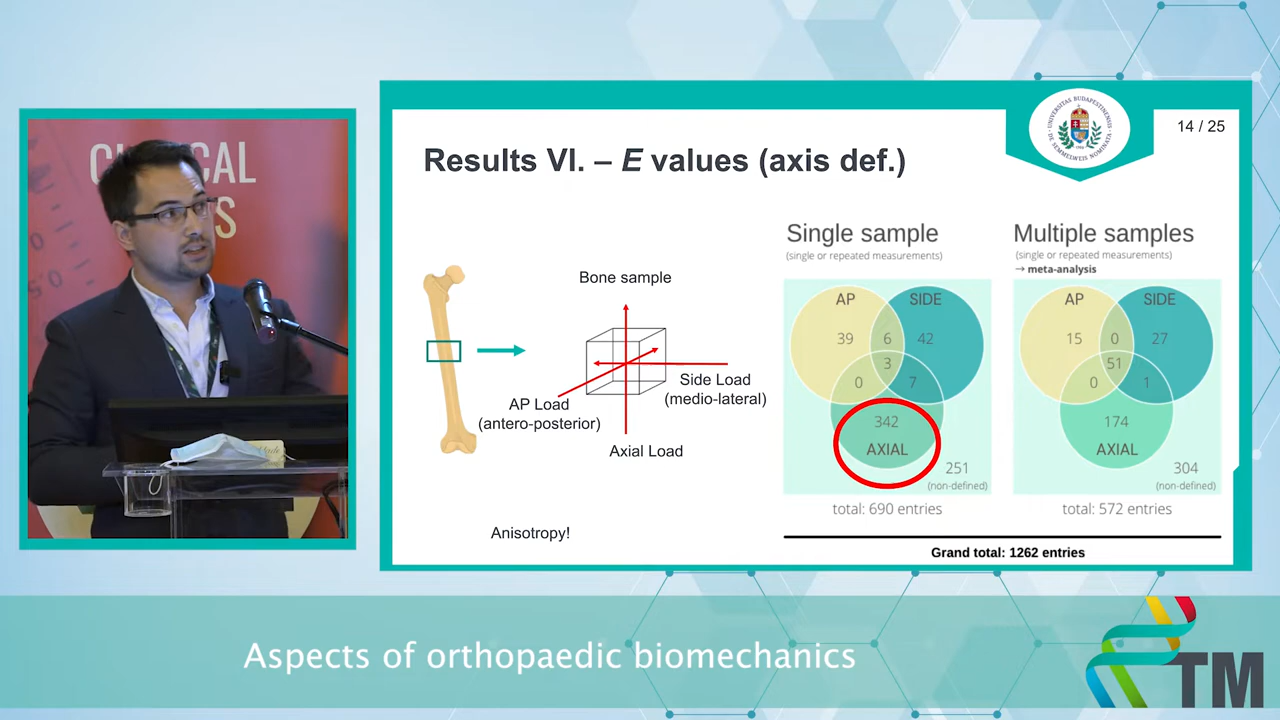 14 / 25
Results VI. – E values (axis def.)
Bone sample
AP Load
(antero-posterior)
Side Load
(medio-lateral)
Axial Load
Anisotropy!
Single sample
(single or repeated measurements)
AP
SIDE
39
6
42
3
0
7
342
AXIAL
251
(non-defined)
total: 690 entries
Multiple samples
(single or repeated measurements)
→ meta-analysis
AP
SIDE
15
0
27
51
0
1
174
AXIAL
304
(non-defined)
total: 572 entries
Grand total: 1262 entries
Aspects of orthopaedic biomechanics
TM